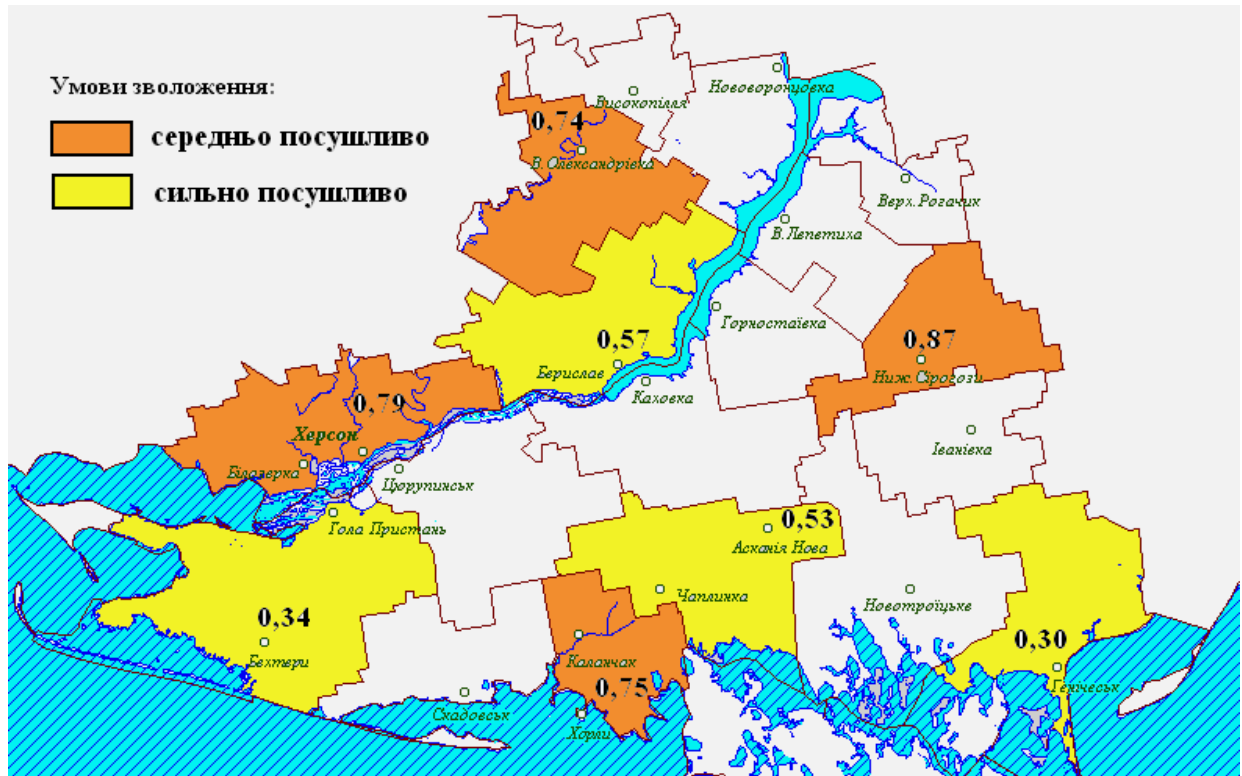 Умови зволоження:
середньо посушливо
сильно посушливо
Нововоронцовка
Високопілля
0,74
В.Олександрівка
Верх.Рогачик
В.Лепетиха
Горностаївка
0,57
0,87
Берислав
Ниж.Сірогози
Каховка
0,79
Херсон
Іванівка
Білазерка
Цюрупинськ
Гола Пристань
0,53
Асканія Нова
Чаплинка
Новотроїцьке
0,34
0,30
Бехтери
Каланчак
Генічеськ
0,75
Скадовськ
Хорли